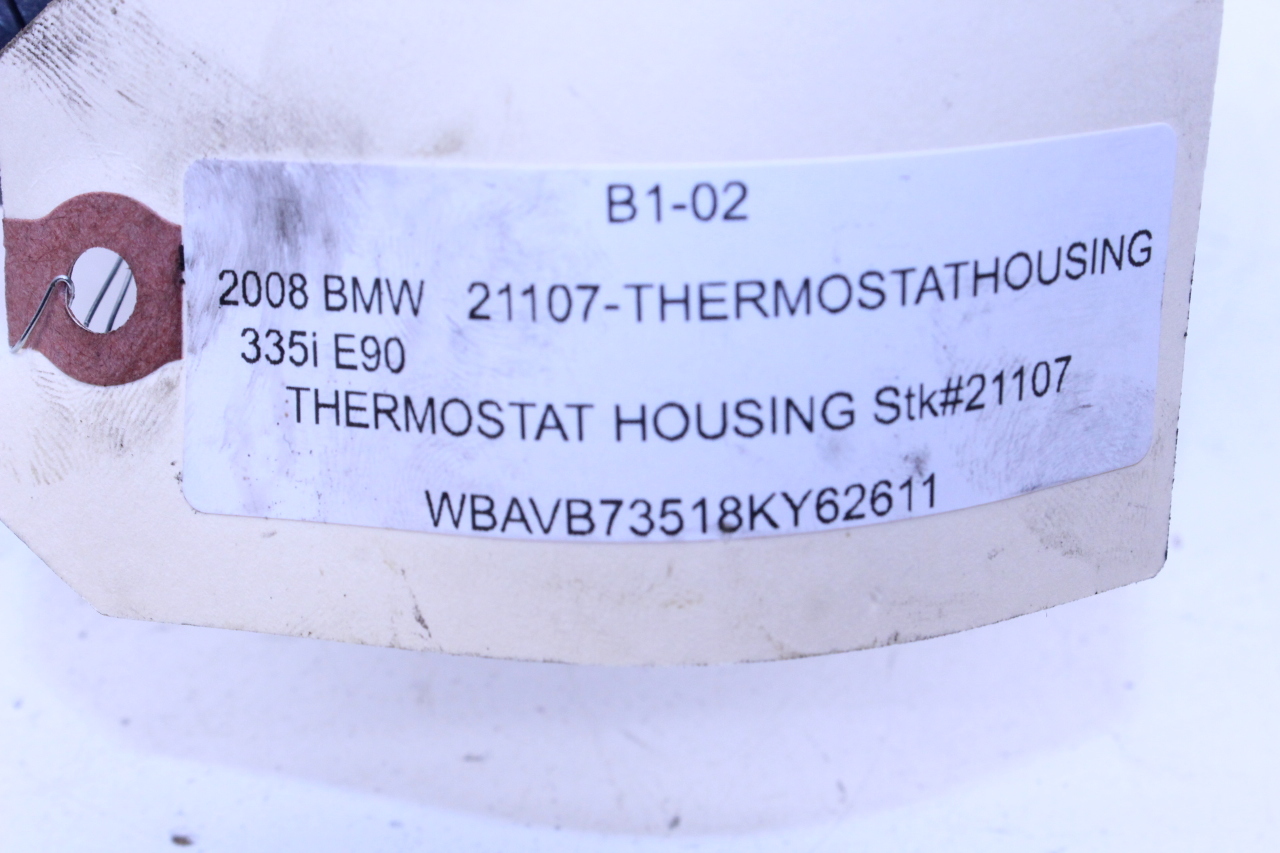 B1-02
2008 BMW 21107-THERMOSTATHOUSING
335i E90
THERMOSTAT HOUSING Stk#21107
WBAVB73518KY62611